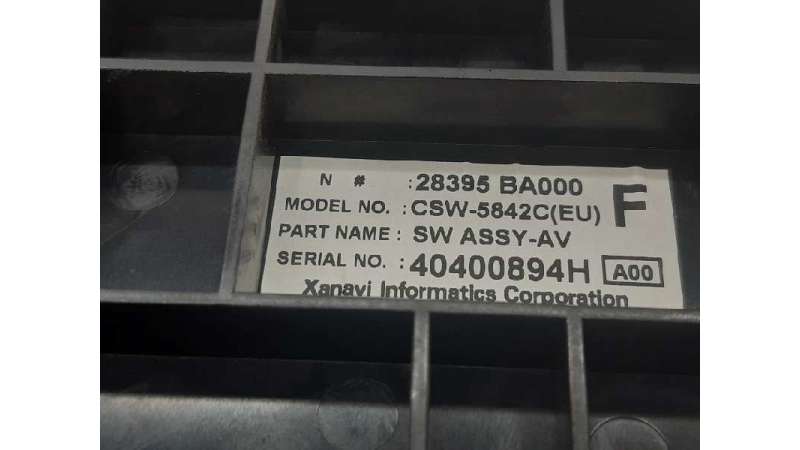 N # : 28395 BA000
MODEL NO. : CSW-5842C(EU) F
PART NAME : SW ASSY-AV
SERIAL NO. : 40400894H A00
Xanavi Informatics Corporation